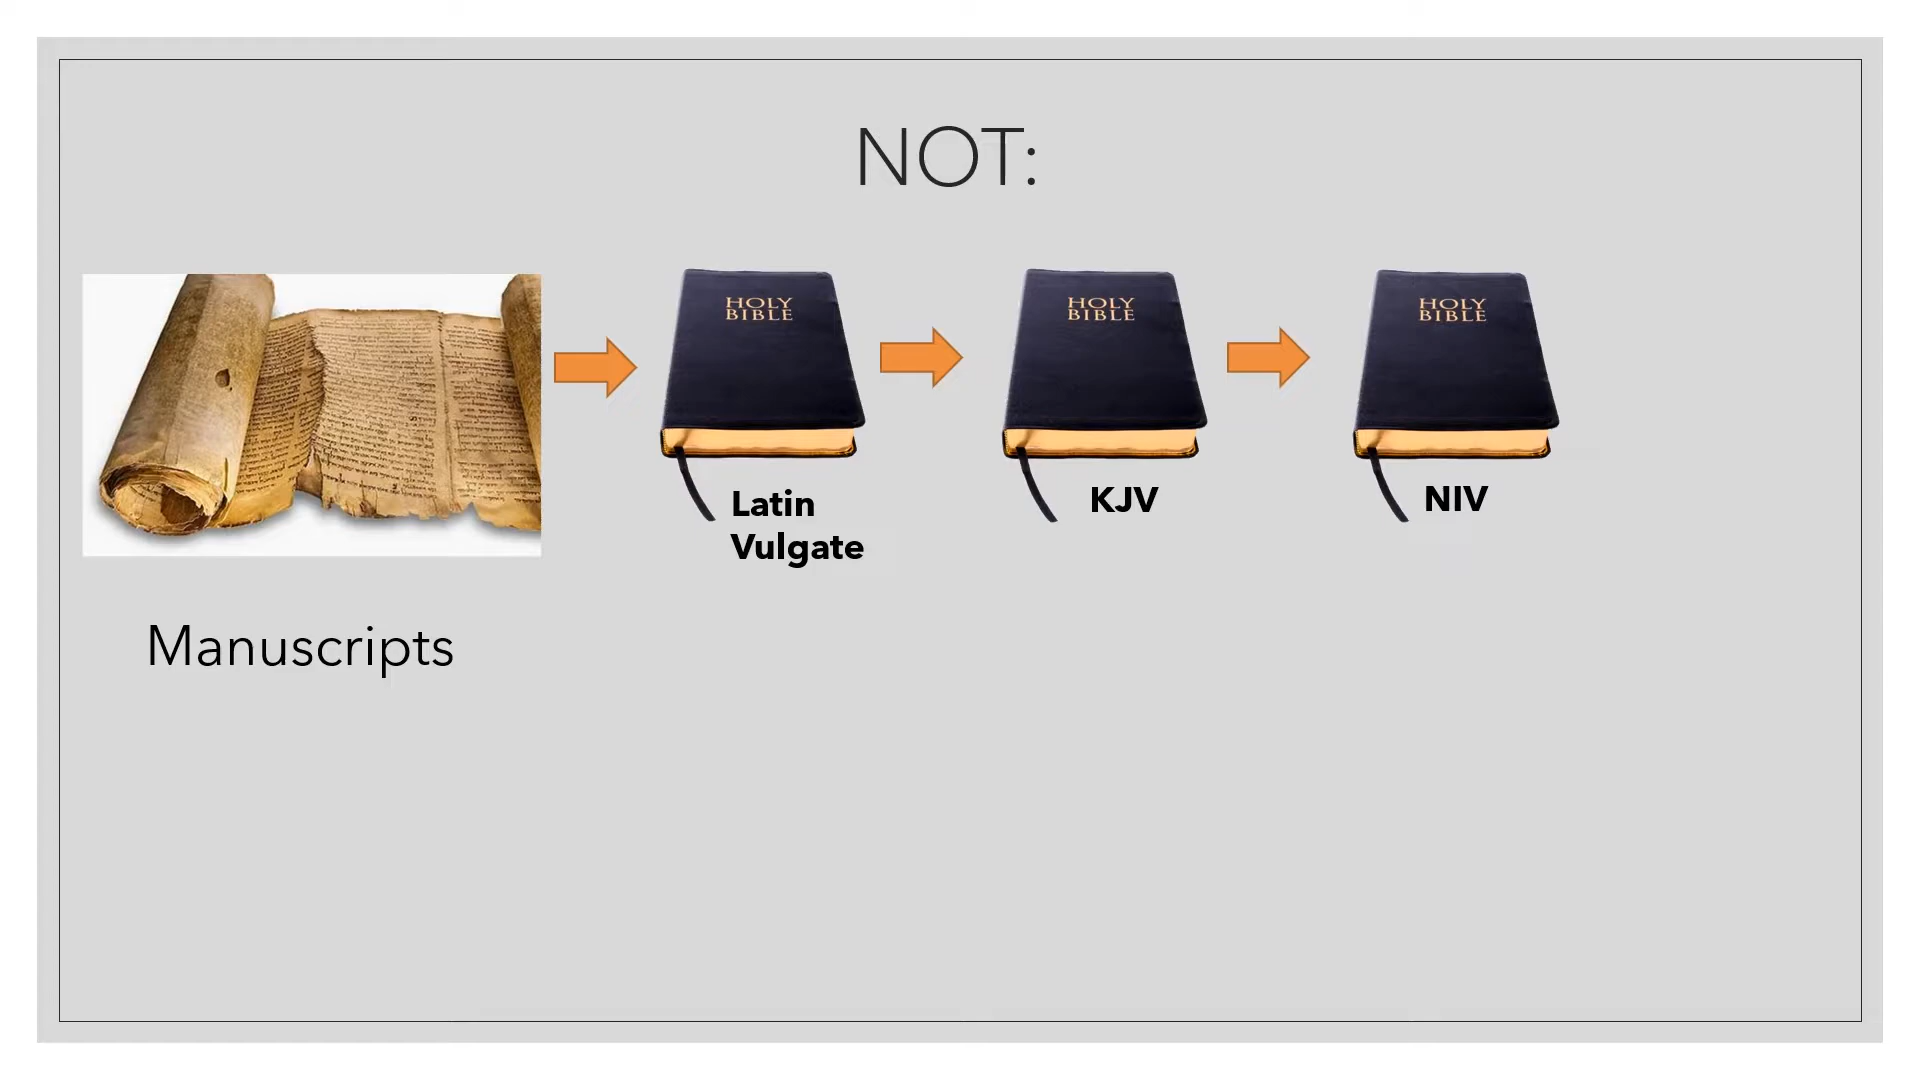 NOT:
HOLY
BIBLE
HOLY
BIBLE
HOLY
BIBLE
Latin
Vulgate
KJV
NIV
Manuscripts